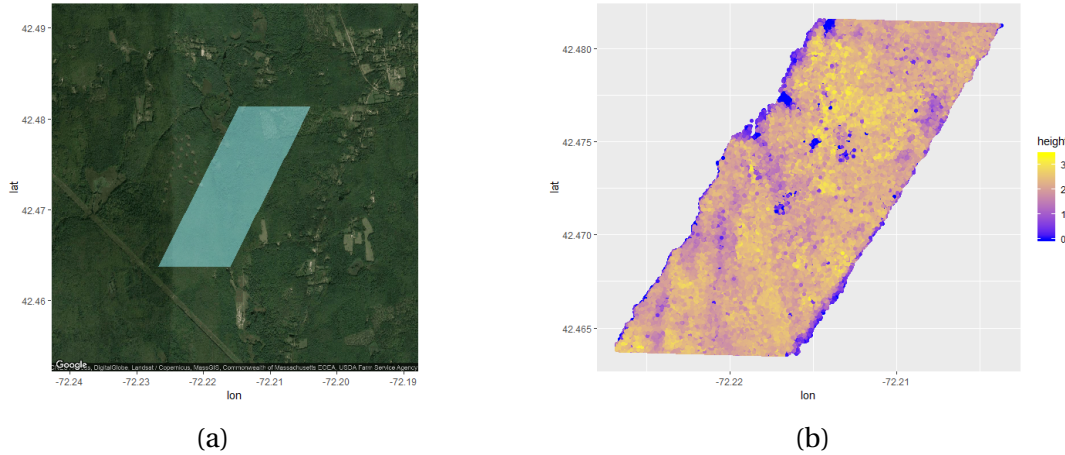 42.49
42.48
42.47
42.46
lat
-72.24
-72.23
-72.22
-72.21
-72.20
-72.19
lon
Google
DigitalGlobe, Landsat / Copernicus, MassGIS, Commonwealth of Massachusetts EOEA, USDA Farm Service Agency
(a)
42.480
42.475
42.470
42.465
lat
-72.22
-72.21
lon
height
3
2
1
0
(b)